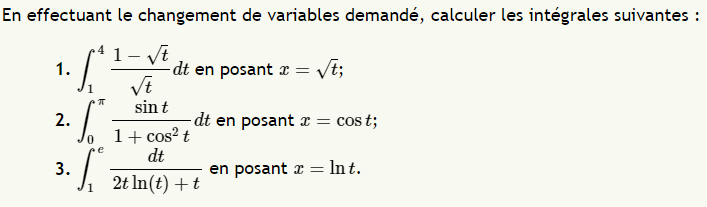 En effectuant le changement de variables demandé, calculer les intégrales suivantes :
1. $\int_1^4 \frac{1-\sqrt{t}}{\sqrt{t}} dt$ en posant $x = \sqrt{t}$;
2. $\int_0^\pi \frac{\sin t}{1+\cos^2 t} dt$ en posant $x = \cos t$;
3. $\int_1^e \frac{dt}{2t \ln(t)+t}$ en posant $x = \ln t$.